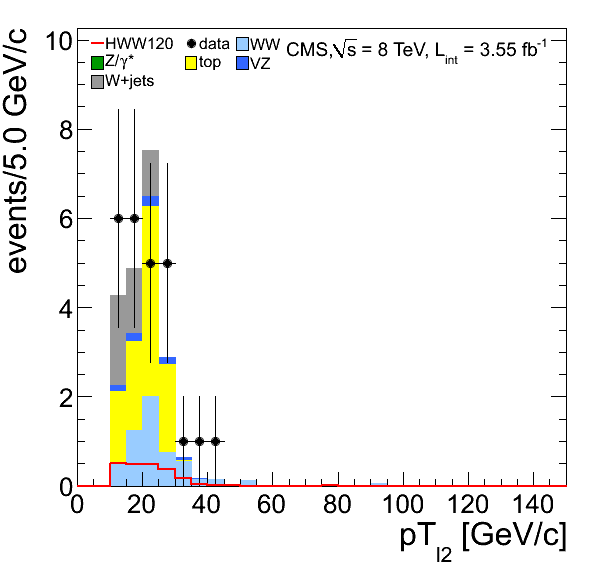 HWW120 data WW CMS,√s = 8 TeV, L_int = 3.55 fb⁻¹
Z/γ* top VZ
W+jets
events/5.0 GeV/c
10
8
6
4
2
0
0 20 40 60 80 100 120 140
pT_l2 [GeV/c]